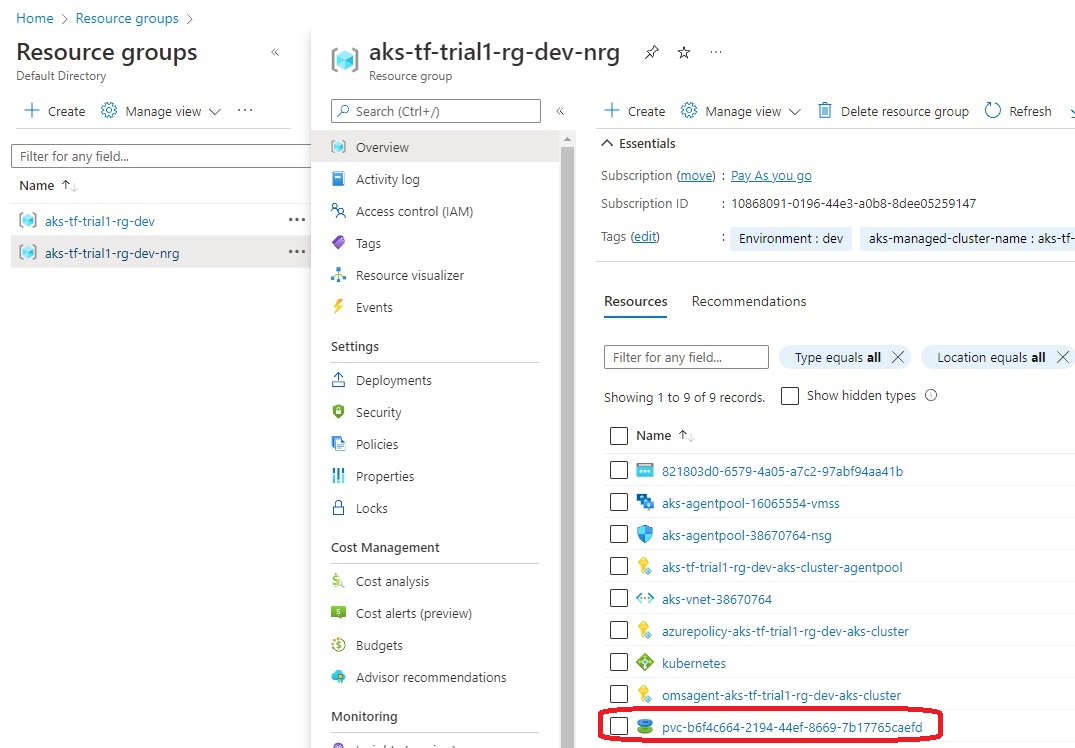 Home > Resource groups >
Resource groups
Default Directory
«
+ Create Manage view ···
Filter for any field...
Name ↑↓
aks-tf-trial1-rg-dev ···
aks-tf-trial1-rg-dev-nrg ···
aks-tf-trial1-rg-dev-nrg ···
Resource group
Search (Ctrl+/) «
Overview
Activity log
Access control (IAM)
Tags
Resource visualizer
Events
Settings
Deployments
Security
Policies
Properties
Locks
Cost Management
Cost analysis
Cost alerts (preview)
Budgets
Advisor recommendations
Monitoring
+ Create Manage view Delete resource group Refresh
Essentials
Subscription (move) : Pay As you go
Subscription ID : 10868091-0196-44e3-a0b8-8dee05259147
Tags (edit) : Environment : dev aks-managed-cluster-name : aks-tf-
Resources Recommendations
Filter for any field... Type equals all Location equals all
Showing 1 to 9 of 9 records. Show hidden types
Name ↑↓
821803d0-6579-4a05-a7c2-97abf94aa41b
aks-agentpool-16065554-vmss
aks-agentpool-38670764-nsg
aks-tf-trial1-rg-dev-aks-cluster-agentpool
aks-vnet-38670764
azurepolicy-aks-tf-trial1-rg-dev-aks-cluster
kubernetes
omsagent-aks-tf-trial1-rg-dev-aks-cluster
pvc-b6f4c664-2194-44ef-8669-7b17765caefd